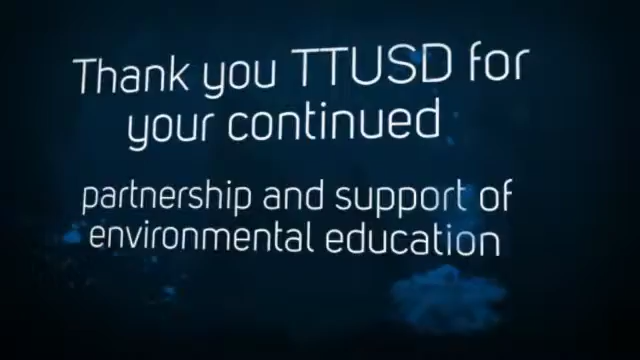 Thank you TTUSD for
your continued
partnership and support of
environmental education